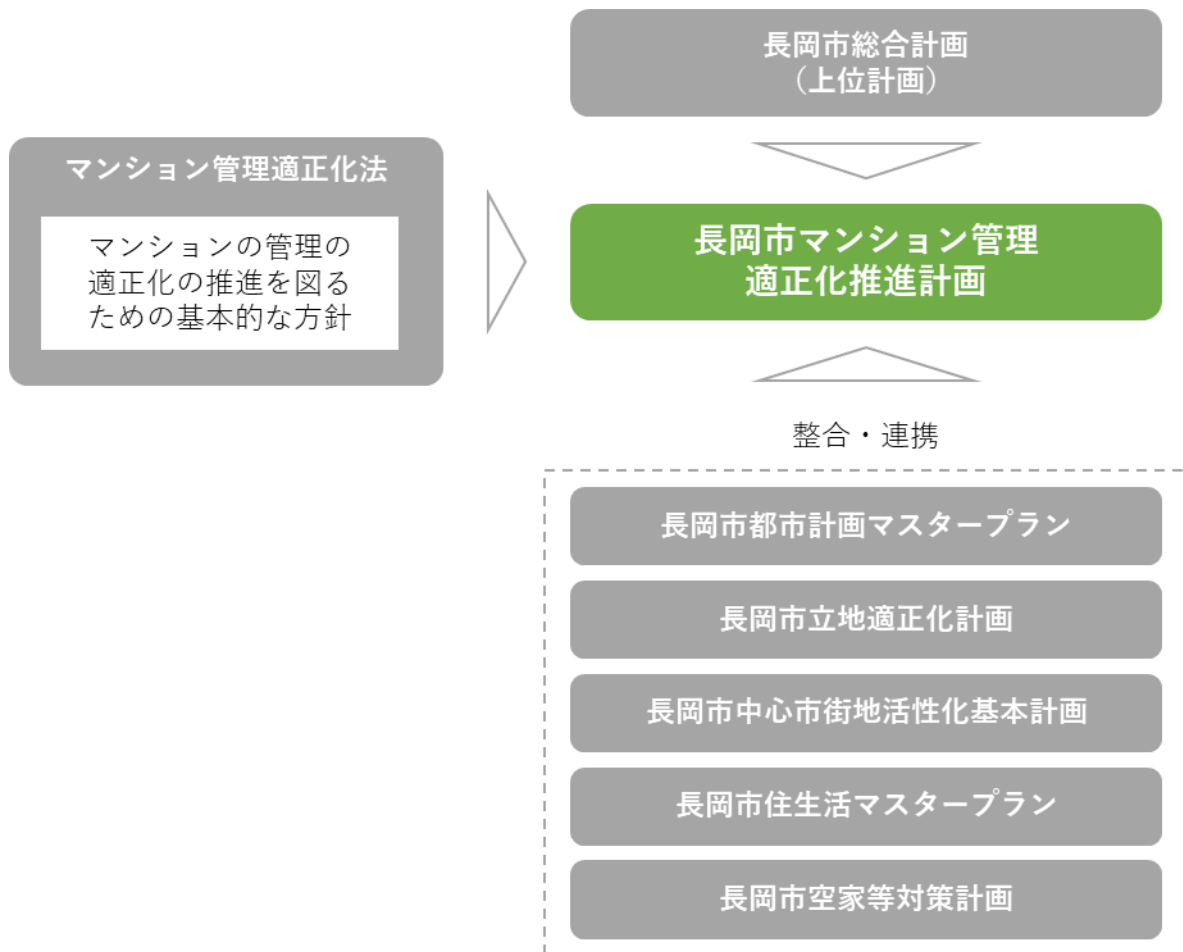 長岡市総合計画
（上位計画）
マンション管理適正化法
マンションの管理の
適正化の推進を図る
ための基本的な方針
長岡市マンション管理
適正化推進計画
整合・連携
長岡市都市計画マスタープラン
長岡市立地適正化計画
長岡市中心市街地活性化基本計画
長岡市住生活マスタープラン
長岡市空家等対策計画